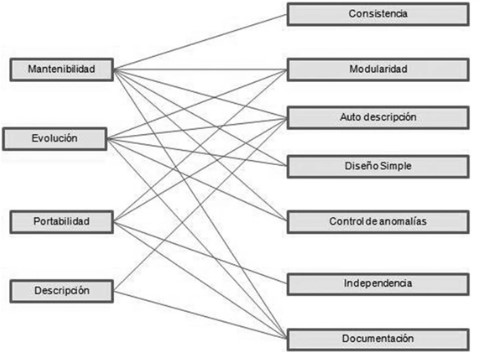 Consistencia
Mantenibilidad
Modularidad
Auto descripción
Evolución
Diseño Simple
Portabilidad
Control de anomalías
Descripción
Independencia
Documentación